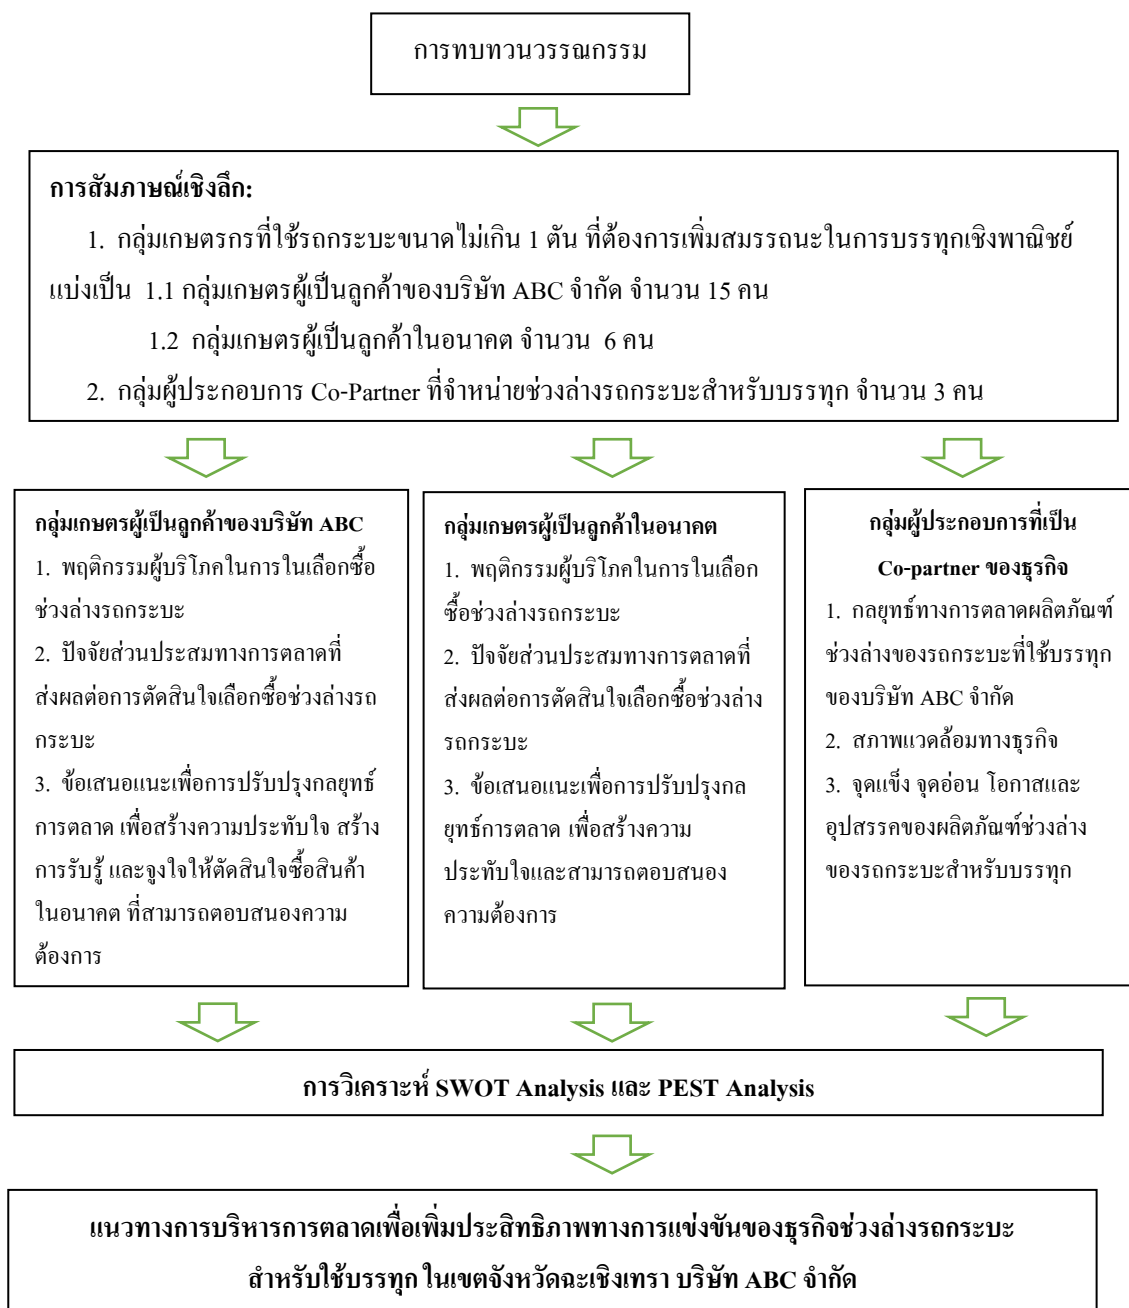 การทบทวนวรรณกรรม
การสัมภาษณ์เชิงลึก:
1. กลุ่มเกษตรกรที่ใช้รถกระบะขนาดไม่เกิน 1 ตัน ที่ต้องการเพิ่มสมรรถนะในการบรรทุกเชิงพาณิชย์
แบ่งเป็น 1.1 กลุ่มเกษตรผู้เป็นลูกค้าของบริษัท ABC จำกัด จำนวน 15 คน
1.2 กลุ่มเกษตรผู้เป็นลูกค้าในอนาคต จำนวน 6 คน
2. กลุ่มผู้ประกอบการ Co-Partner ที่จำหน่ายช่วงล่างรถกระบะสำหรับบรรทุก จำนวน 3 คน
กลุ่มเกษตรผู้เป็นลูกค้าของบริษัท ABC
1. พฤติกรรมผู้บริโภคในการในเลือกซื้อ
ช่วงล่างรถกระบะ
2. ปัจจัยส่วนประสมทางการตลาดที่
ส่งผลต่อการตัดสินใจเลือกซื้อช่วงล่างรถ
กระบะ
3. ข้อเสนอแนะเพื่อการปรับปรุงกลยุทธ์
การตลาด เพื่อสร้างความประทับใจ สร้าง
การรับรู้ และจูงใจให้ตัดสินใจซื้อสินค้า
ในอนาคต ที่สามารถตอบสนองความ
ต้องการ
กลุ่มเกษตรผู้เป็นลูกค้าในอนาคต
1. พฤติกรรมผู้บริโภคในการในเลือก
ซื้อช่วงล่างรถกระบะ
2. ปัจจัยส่วนประสมทางการตลาดที่
ส่งผลต่อการตัดสินใจเลือกซื้อช่วงล่าง
รถกระบะ
3. ข้อเสนอแนะเพื่อการปรับปรุงกล
ยุทธ์การตลาด เพื่อสร้างความ
ประทับใจและสามารถตอบสนอง
ความต้องการ
กลุ่มผู้ประกอบการที่เป็น
Co-partner ของธุรกิจ
1. กลยุทธ์ทางการตลาดผลิตภัณฑ์
ช่วงล่างของรถกระบะที่ใช้บรรทุก
ของบริษัท ABC จำกัด
2. สภาพแวดล้อมทางธุรกิจ
3. จุดแข็ง จุดอ่อน โอกาสและ
อุปสรรคของผลิตภัณฑ์ช่วงล่าง
ของรถกระบะสำหรับบรรทุก
การวิเคราะห์ SWOT Analysis และ PEST Analysis
แนวทางการบริหารการตลาดเพื่อเพิ่มประสิทธิภาพทางการแข่งขันของธุรกิจช่วงล่างรถกระบะ
สำหรับใช้บรรทุก ในเขตจังหวัดฉะเชิงเทรา บริษัท ABC จำกัด